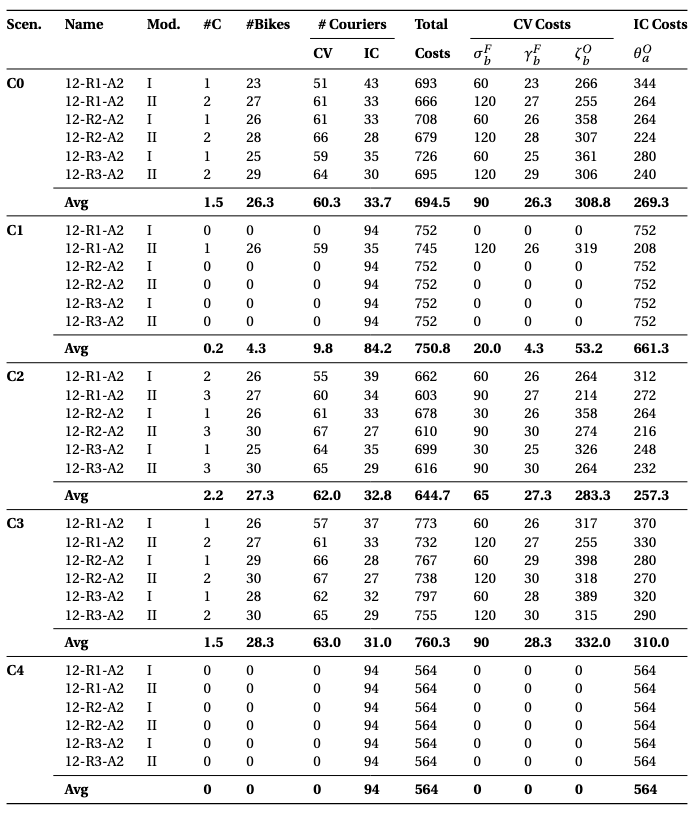 Scen. Name Mod. #C #Bikes # Couriers Total CV Costs IC Costs
CV IC Costs σ_b^F γ_b^F ζ_b^O θ_a^O
C0 12-R1-A2 I 1 23 51 43 693 60 23 266 344
12-R1-A2 II 2 27 61 33 666 120 27 255 264
12-R2-A2 I 1 26 61 33 708 60 26 358 264
12-R2-A2 II 2 28 66 28 679 120 28 307 224
12-R3-A2 I 1 25 59 35 726 60 25 361 280
12-R3-A2 II 2 29 64 30 695 120 29 306 240
Avg 1.5 26.3 60.3 33.7 694.5 90 26.3 308.8 269.3
C1 12-R1-A2 I 0 0 0 94 752 0 0 0 752
12-R1-A2 II 1 26 59 35 745 120 26 319 208
12-R2-A2 I 0 0 0 94 752 0 0 0 752
12-R2-A2 II 0 0 0 94 752 0 0 0 752
12-R3-A2 I 0 0 0 94 752 0 0 0 752
12-R3-A2 II 0 0 0 94 752 0 0 0 752
Avg 0.2 4.3 9.8 84.2 750.8 20.0 4.3 53.2 661.3
C2 12-R1-A2 I 2 26 55 39 662 60 26 264 312
12-R1-A2 II 3 27 60 34 603 90 27 214 272
12-R2-A2 I 1 26 61 33 678 30 26 358 264
12-R2-A2 II 3 30 67 27 610 90 30 274 216
12-R3-A2 I 1 25 64 35 699 30 25 326 248
12-R3-A2 II 3 30 65 29 616 90 30 264 232
Avg 2.2 27.3 62.0 32.8 644.7 65 27.3 283.3 257.3
C3 12-R1-A2 I 1 26 57 37 773 60 26 317 370
12-R1-A2 II 2 27 61 33 732 120 27 255 330
12-R2-A2 I 1 29 66 28 767 60 29 398 280
12-R2-A2 II 2 30 67 27 738 120 30 318 270
12-R3-A2 I 1 28 62 32 797 60 28 389 320
12-R3-A2 II 2 30 65 29 755 120 30 315 290
Avg 1.5 28.3 63.0 31.0 760.3 90 28.3 332.0 310.0
C4 12-R1-A2 I 0 0 0 94 564 0 0 0 564
12-R1-A2 II 0 0 0 94 564 0 0 0 564
12-R2-A2 I 0 0 0 94 564 0 0 0 564
12-R2-A2 II 0 0 0 94 564 0 0 0 564
12-R3-A2 I 0 0 0 94 564 0 0 0 564
12-R3-A2 II 0 0 0 94 564 0 0 0 564
Avg 0 0 0 94 564 0 0 0 564